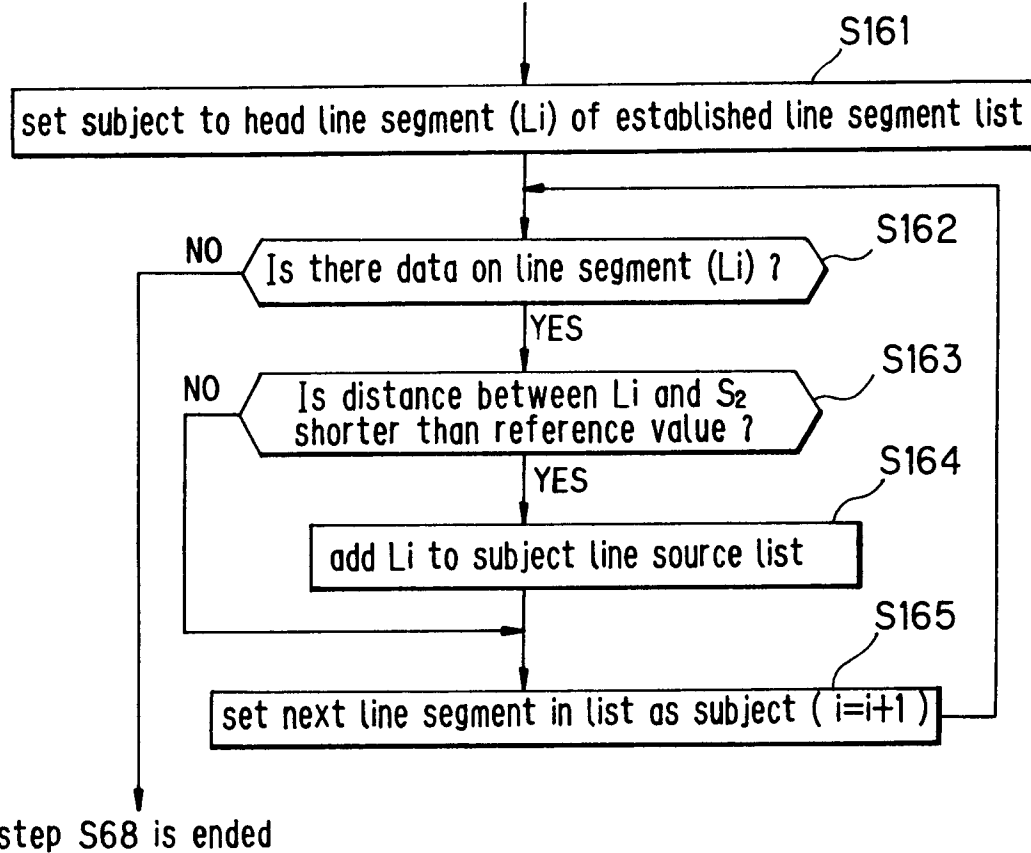 S161
set subject to head line segment (Li) of established line segment list
S162
NO
Is there data on line segment (Li) ?
YES
S163
NO
Is distance between Li and S₂
shorter than reference value ?
S164
YES
add Li to subject line source list
S165
set next line segment in list as subject ( i=i+1 )
step S68 is ended